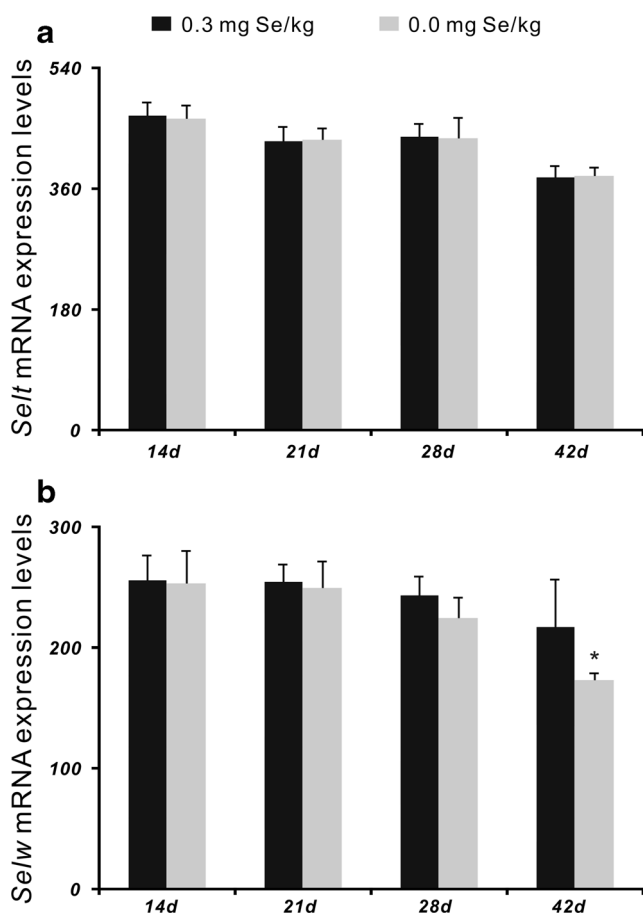 0.3 mg Se/kg 0.0 mg Se/kg
a
Selt mRNA expression levels
540
360
180
0
14d 21d 28d 42d
b
Selw mRNA expression levels
300
200
100
0
*
14d 21d 28d 42d